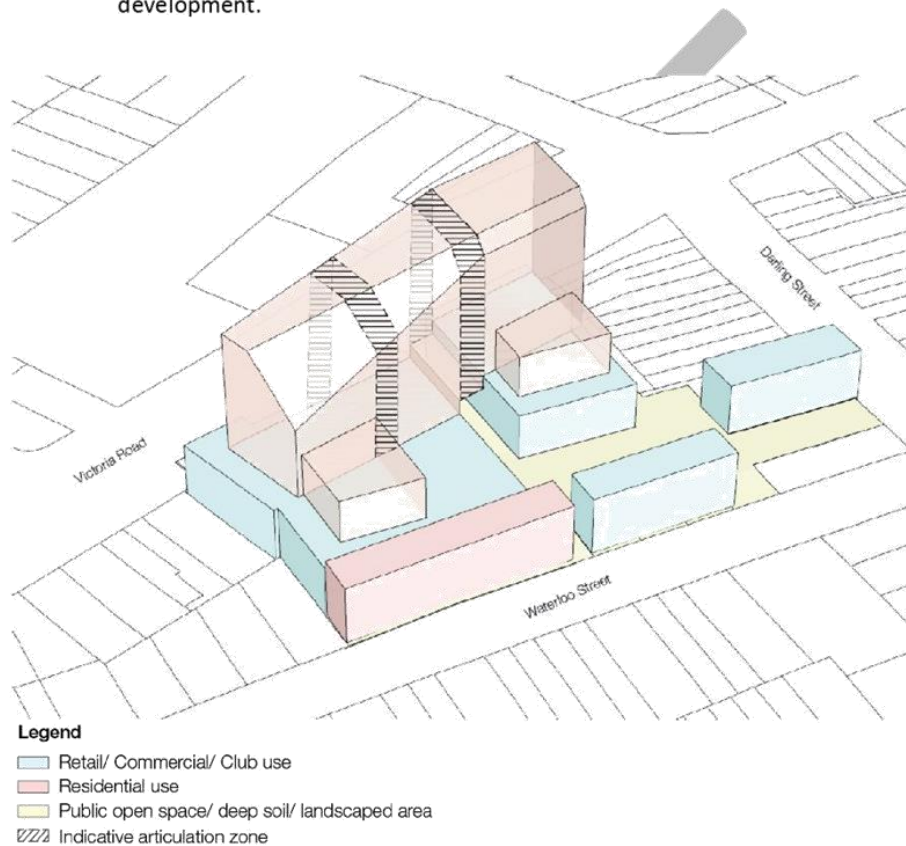 development.
Darling Street
Victoria Road
Waterloo Street
Legend
Retail/ Commercial/ Club use
Residential use
Public open space/ deep soil/ landscaped area
Indicative articulation zone